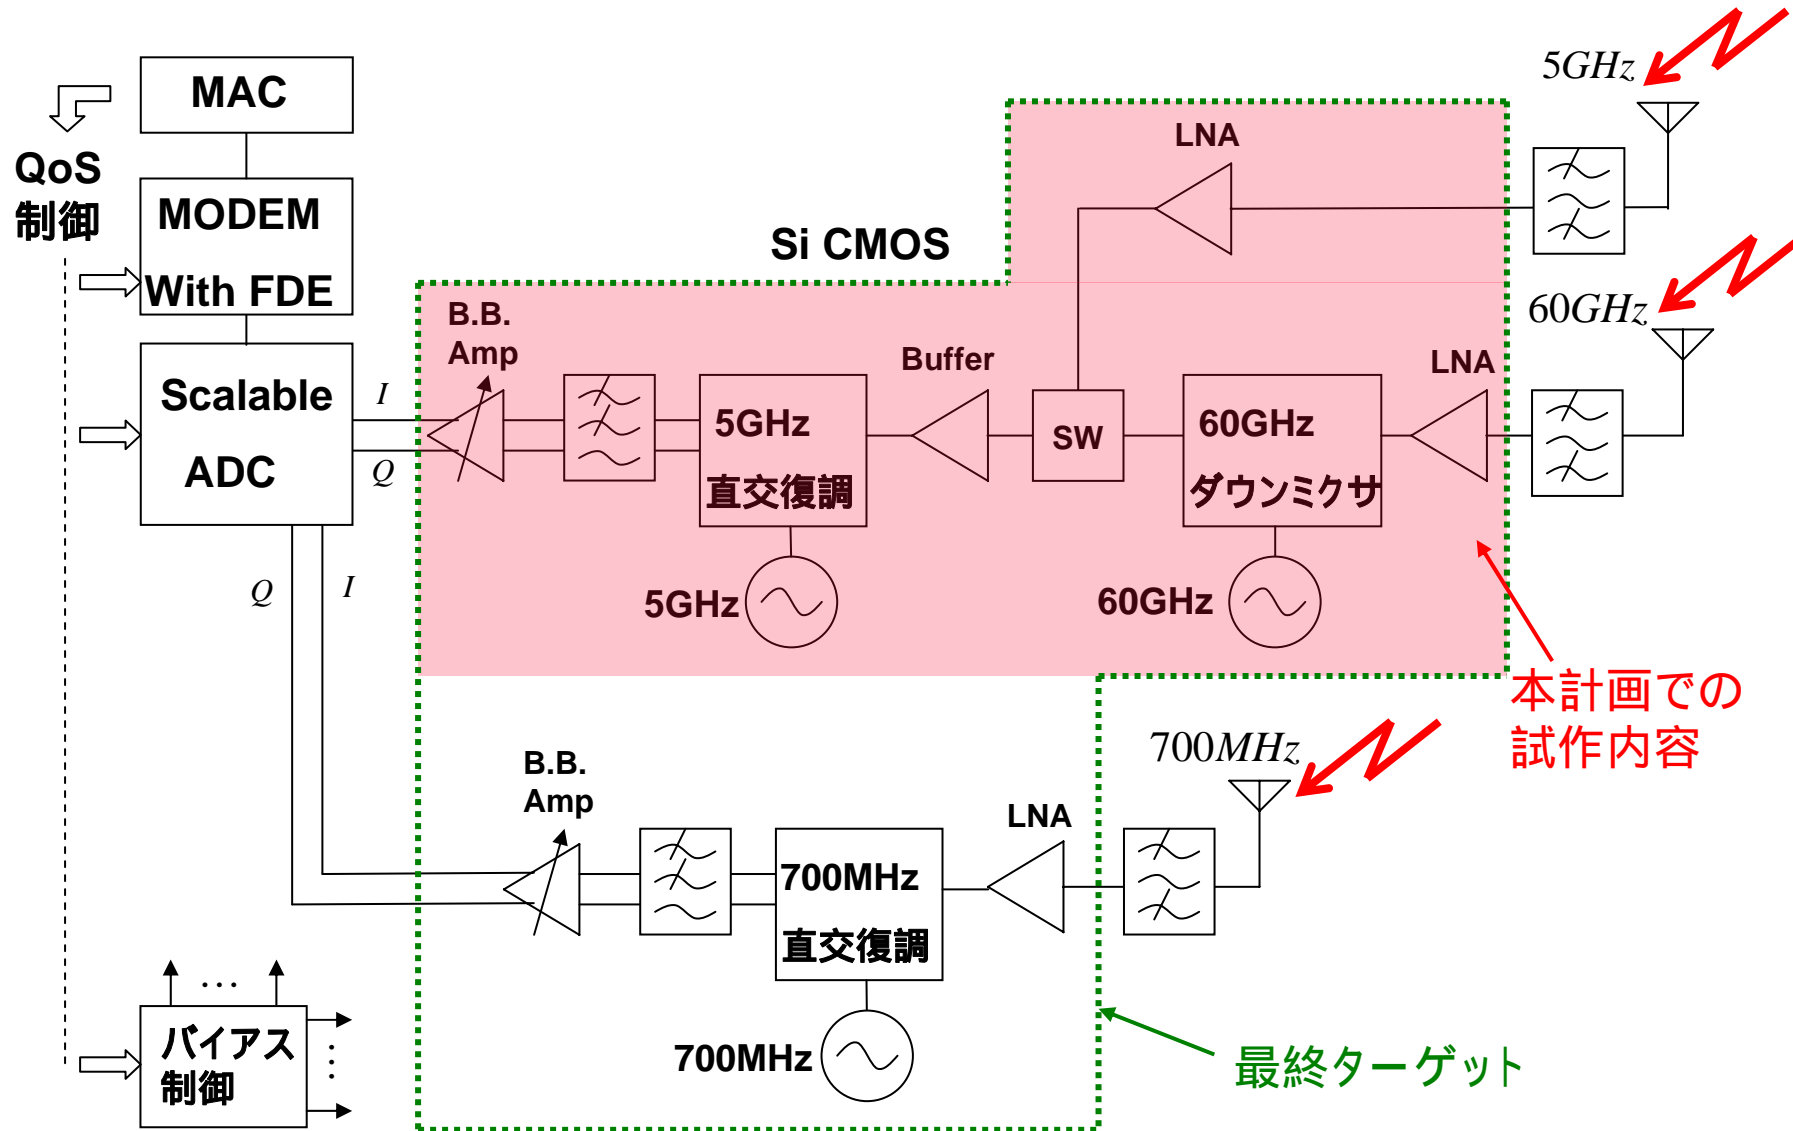 5GHz
MAC
LNA
QoS
制御
MODEM
With FDE
Si CMOS
60GHz
B.B.
Amp
Buffer
LNA
Scalable
ADC
I
Q
5GHz
直交復調
SW
60GHz
ダウンミクサ
Q
I
5GHz
60GHz
本計画での
試作内容
700MHz
B.B.
Amp
LNA
700MHz
直交復調
…
バイアス
制御
…
700MHz
最終ターゲット